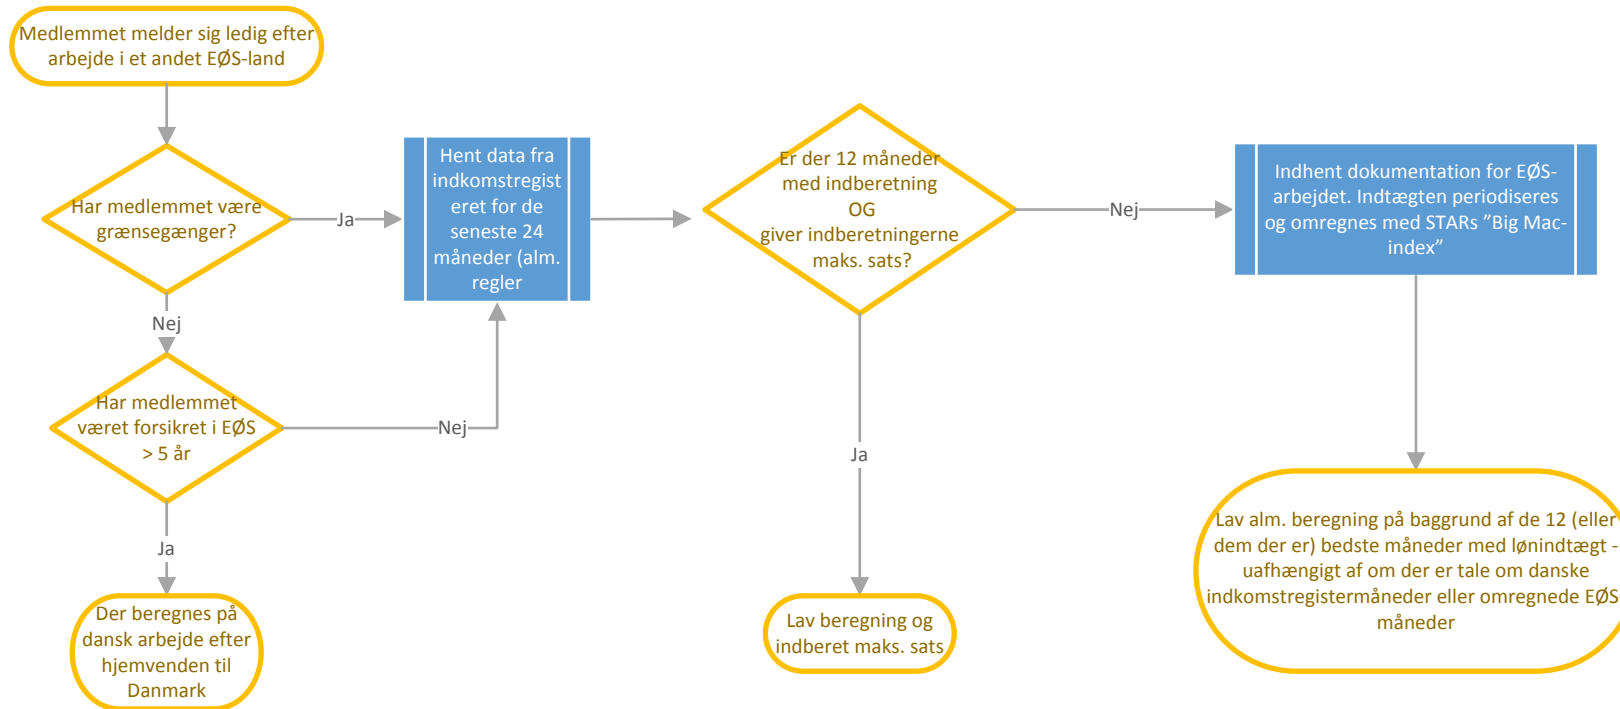 Medlemmet melder sig ledig efter
arbejde i et andet EØS-land
Har medlemmet være
grænsegænger?
Ja
Nej
Har medlemmet
været forsikret i EØS
> 5 år
Nej
Ja
Der beregnes på
dansk arbejde efter
hjemvenden til
Danmark
Hent data fra
indkomstregist
eret for de
seneste 24
måneder (alm.
regler
Er der 12 måneder
med indberetning
OG
giver indberetningerne
maks. sats?
Nej
Ja
Lav beregning og
indberet maks. sats
Indhent dokumentation for EØS-
arbejdet. Indtægten periodiseres
og omregnes med STARs ”Big Mac-
index”
Lav alm. beregning på baggrund af de 12 (eller
dem der er) bedste måneder med lønindtægt -
uafhængigt af om der er tale om danske
indkomstregistermåneder eller omregnede EØS
måneder